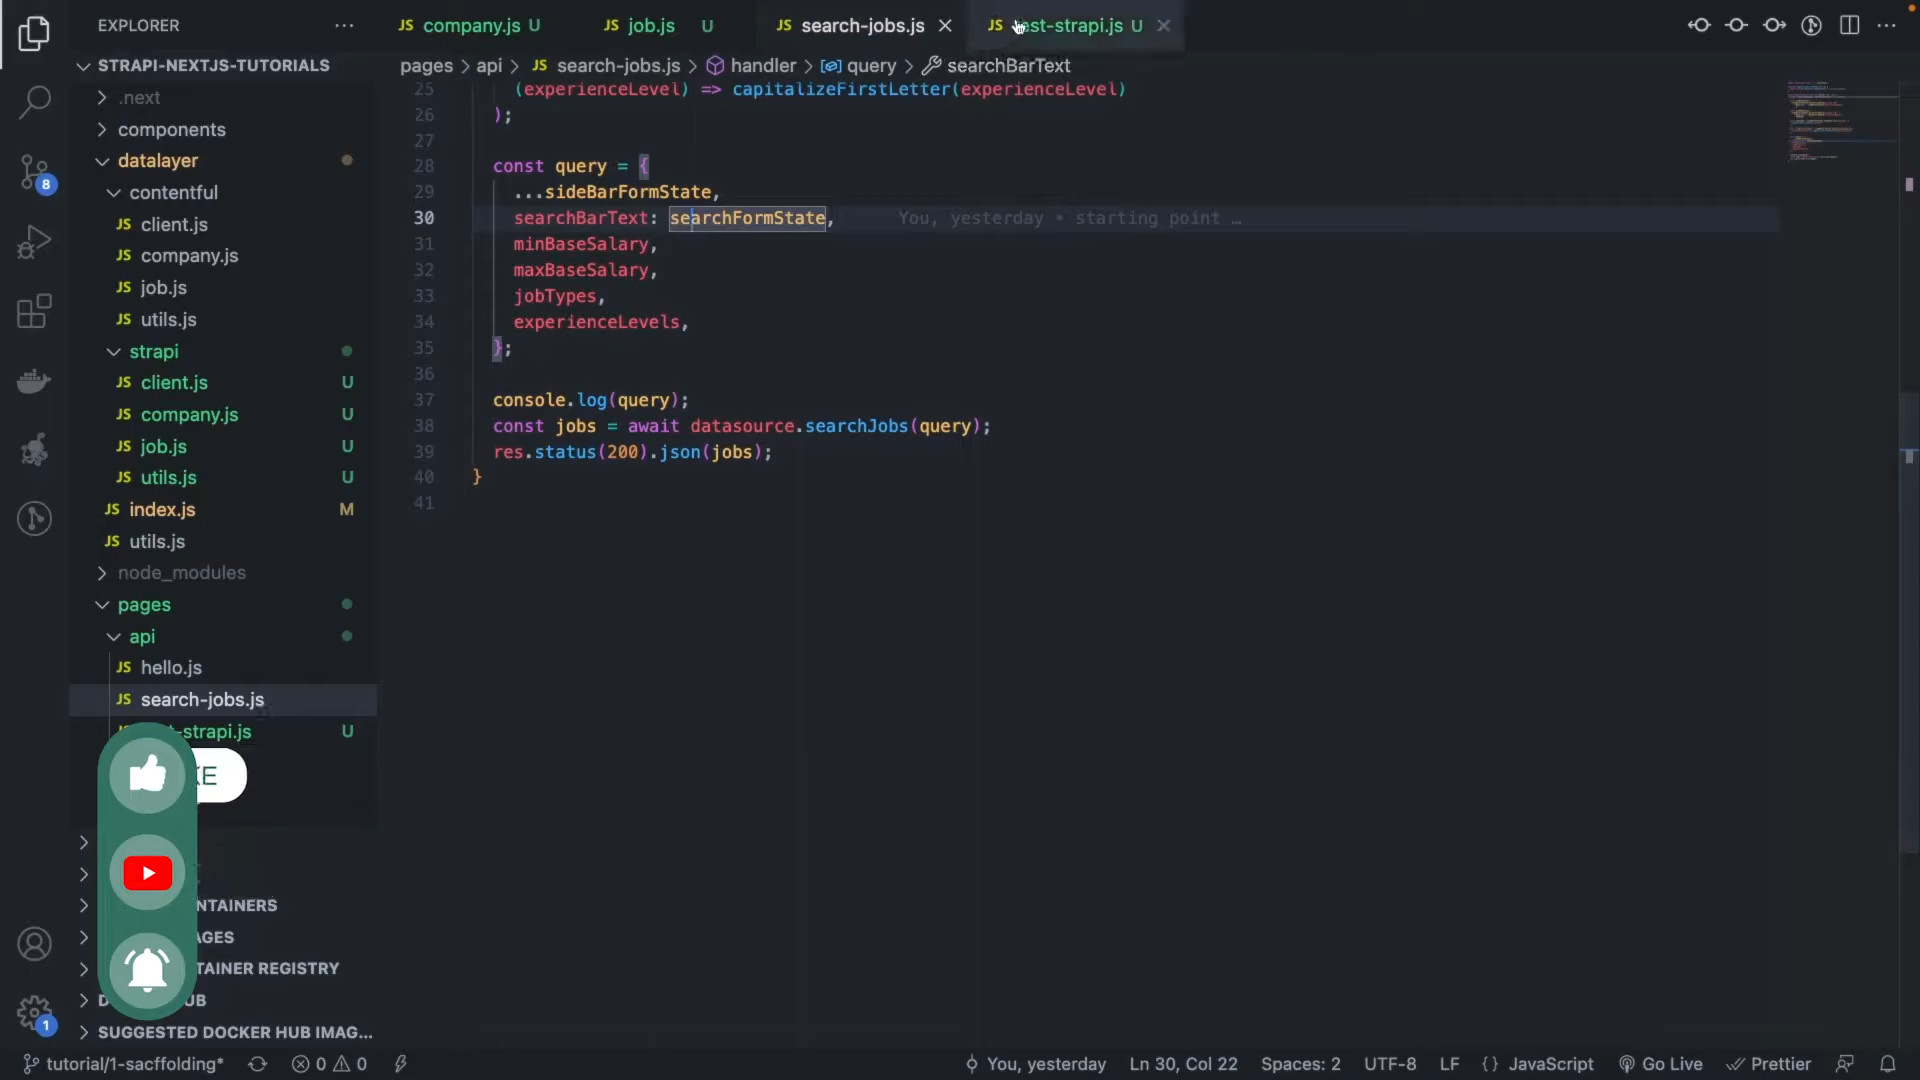 EXPLORER
JS company.js U
JS job.js U
JS search-jobs.js
JS st-strapi.js U
STRAPI-NEXTJS-TUTORIALS
pages > api > JS search-jobs.js > handler > query > searchBarText
.next
components
datalayer
contentful
JS client.js
JS company.js
JS job.js
JS utils.js
strapi
JS client.js U
JS company.js U
JS job.js U
JS utils.js U
JS index.js M
JS utils.js
node_modules
pages
api
JS hello.js
JS search-jobs.js
-strapi.js U
KE
NTAINERS
AGES
TAINER REGISTRY
D UB
SUGGESTED DOCKER HUB IMAG...
8
1
25 (experienceLevel) => capitalizeFirstLetter(experienceLevel)
26 );
27
28 const query = {
29 ...sideBarFormState,
30 searchBarText: searchFormState, You, yesterday • starting point …
31 minBaseSalary,
32 maxBaseSalary,
33 jobTypes,
34 experienceLevels,
35 };
36
37 console.log(query);
38 const jobs = await datasource.searchJobs(query);
39 res.status(200).json(jobs);
40 }
41
tutorial/1-sacffolding* 0 0 You, yesterday Ln 30, Col 22 Spaces: 2 UTF-8 LF {} JavaScript Go Live Prettier